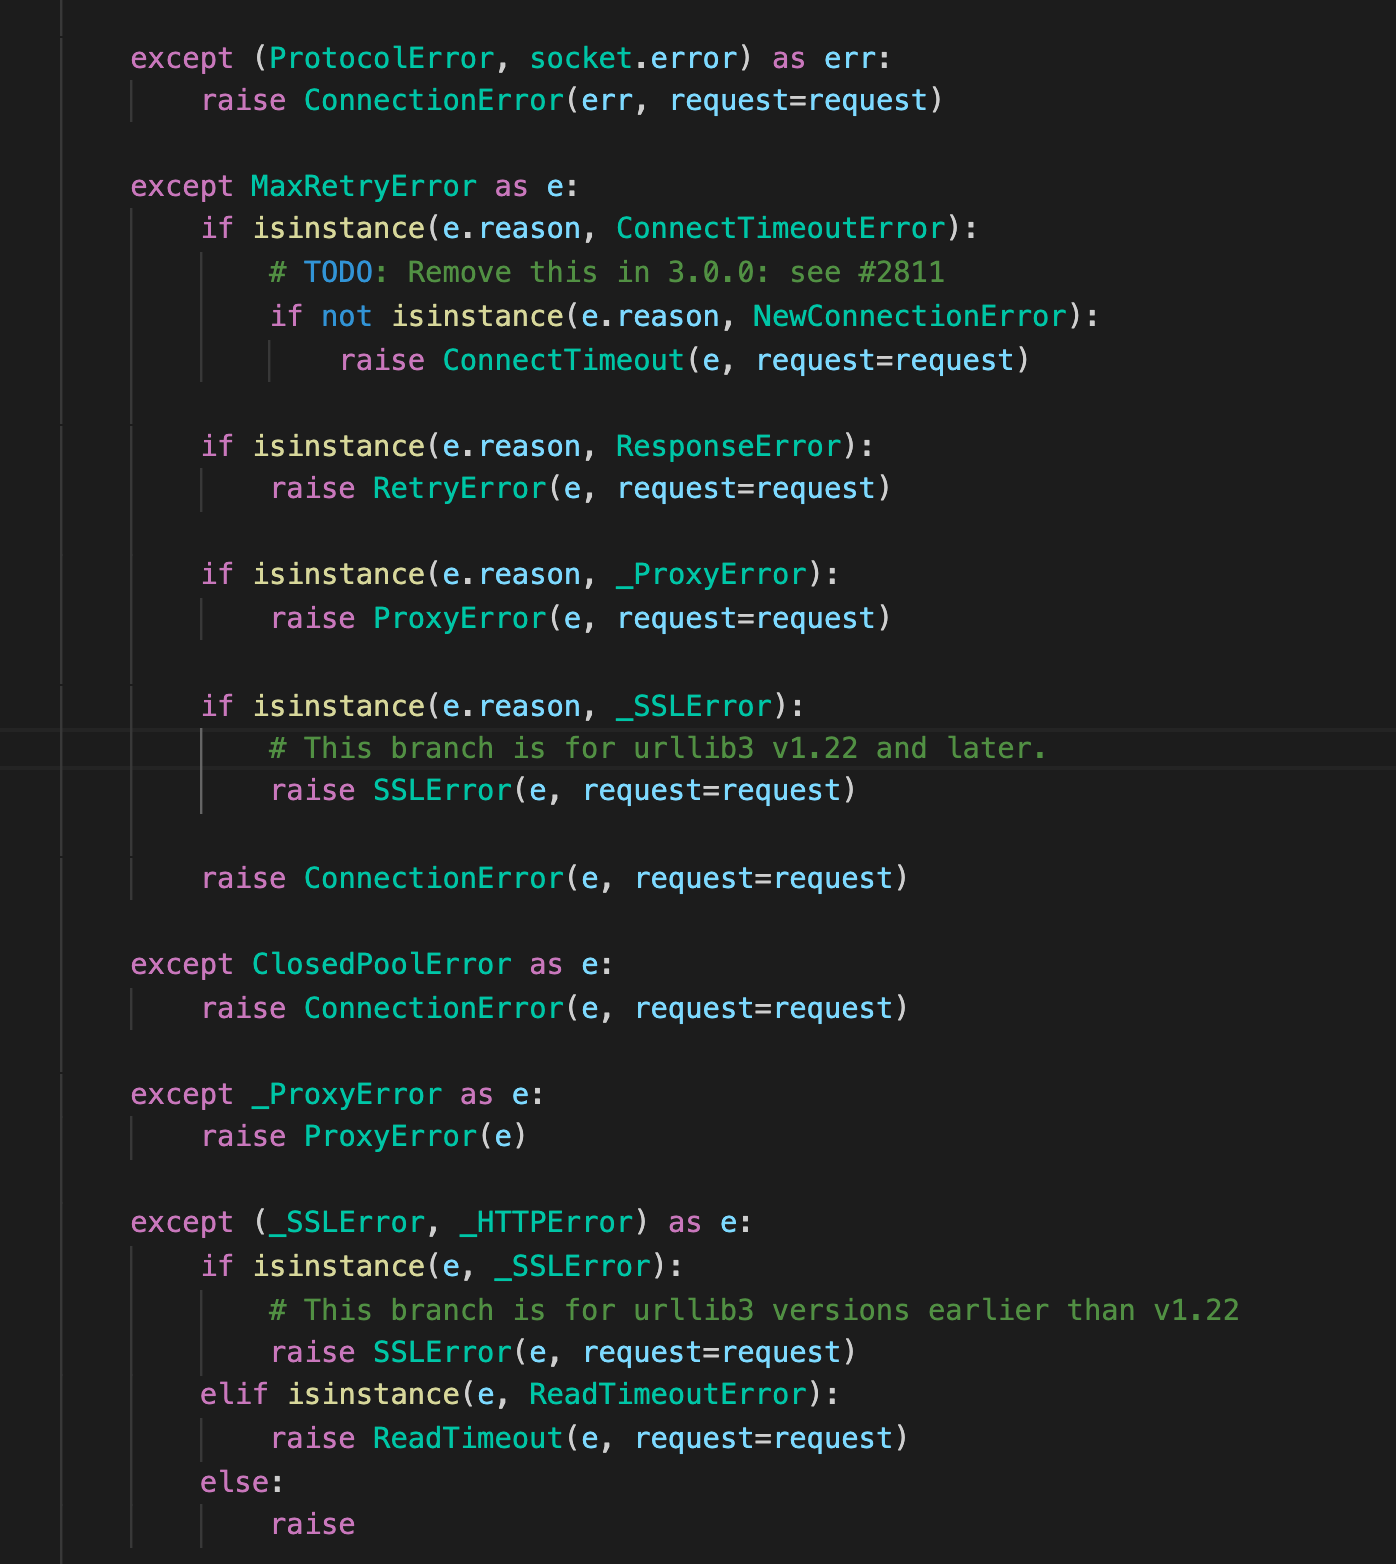 except (ProtocolError, socket.error) as err:
    raise ConnectionError(err, request=request)

except MaxRetryError as e:
    if isinstance(e.reason, ConnectTimeoutError):
        # TODO: Remove this in 3.0.0: see #2811
        if not isinstance(e.reason, NewConnectionError):
            raise ConnectTimeout(e, request=request)

    if isinstance(e.reason, ResponseError):
        raise RetryError(e, request=request)

    if isinstance(e.reason, _ProxyError):
        raise ProxyError(e, request=request)

    if isinstance(e.reason, _SSLError):
        # This branch is for urllib3 v1.22 and later.
        raise SSLError(e, request=request)

    raise ConnectionError(e, request=request)

except ClosedPoolError as e:
    raise ConnectionError(e, request=request)

except _ProxyError as e:
    raise ProxyError(e)

except (_SSLError, _HTTPError) as e:
    if isinstance(e, _SSLError):
        # This branch is for urllib3 versions earlier than v1.22
        raise SSLError(e, request=request)
    elif isinstance(e, ReadTimeoutError):
        raise ReadTimeout(e, request=request)
    else:
        raise